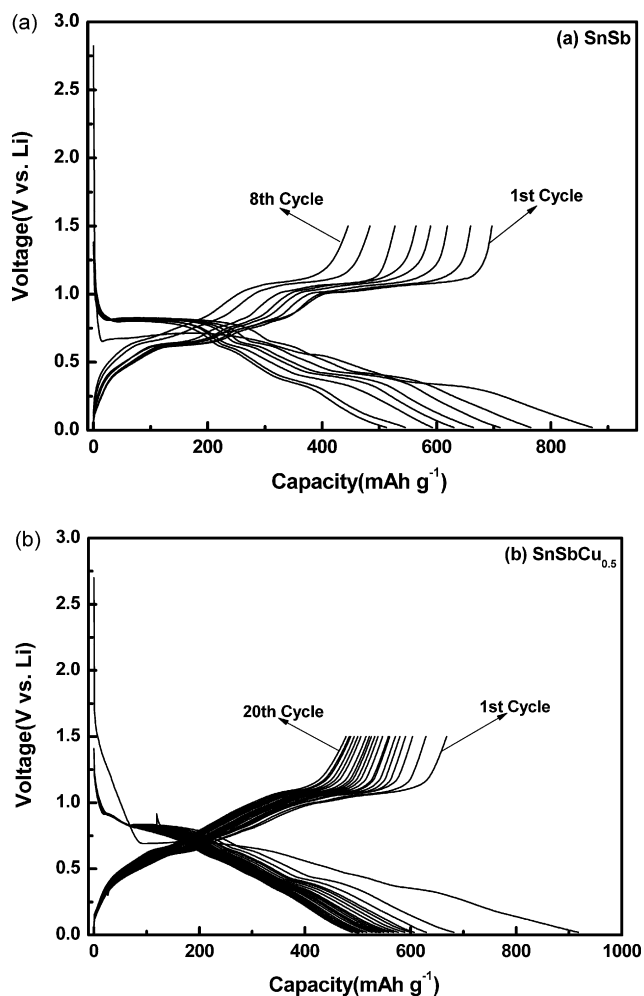 (a)
(a) SnSb
3.0
2.5
2.0
1.5
1.0
0.5
0.0
Voltage(V vs. Li)
8th Cycle
1st Cycle
0 200 400 600 800
Capacity(mAh g⁻¹)
(b)
(b) SnSbCu₀.₅
3.0
2.5
2.0
1.5
1.0
0.5
0.0
Voltage(V vs. Li)
20th Cycle
1st Cycle
0 200 400 600 800 1000
Capacity(mAh g⁻¹)